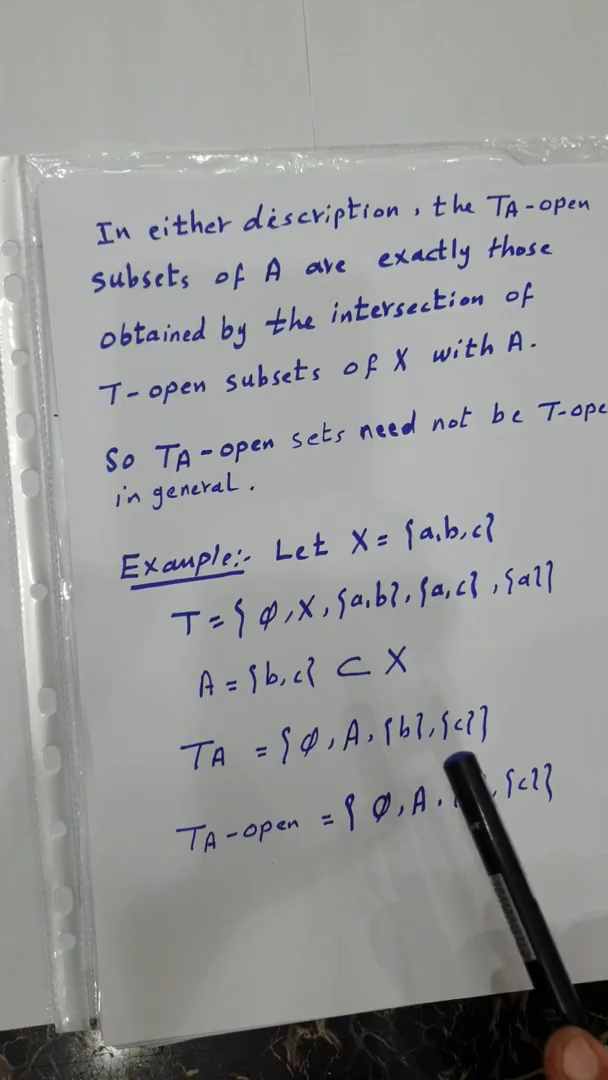 In either discription, the TA-open
subsets of A are exactly those
obtained by the intersection of
T-open subsets of X with A.
So TA-open sets need not be T-ope
in general.
Example:- Let X = {a,b,c}
T = { ∅, X, {a,b}, {a,c}, {a}}
A = {b,c} ⊂ X
TA = {∅, A, {b}, {c}}
TA-open = { ∅, A, , {c}}